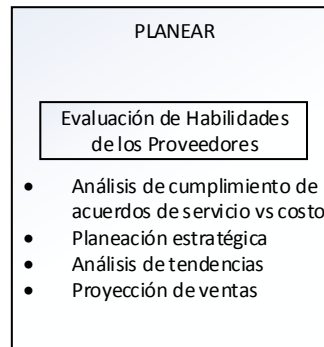 PLANEAR
Evaluación de Habilidades
de los Proveedores
• Análisis de cumplimiento de
acuerdos de servicio vs costo
• Planeación estratégica
• Análisis de tendencias
• Proyección de ventas